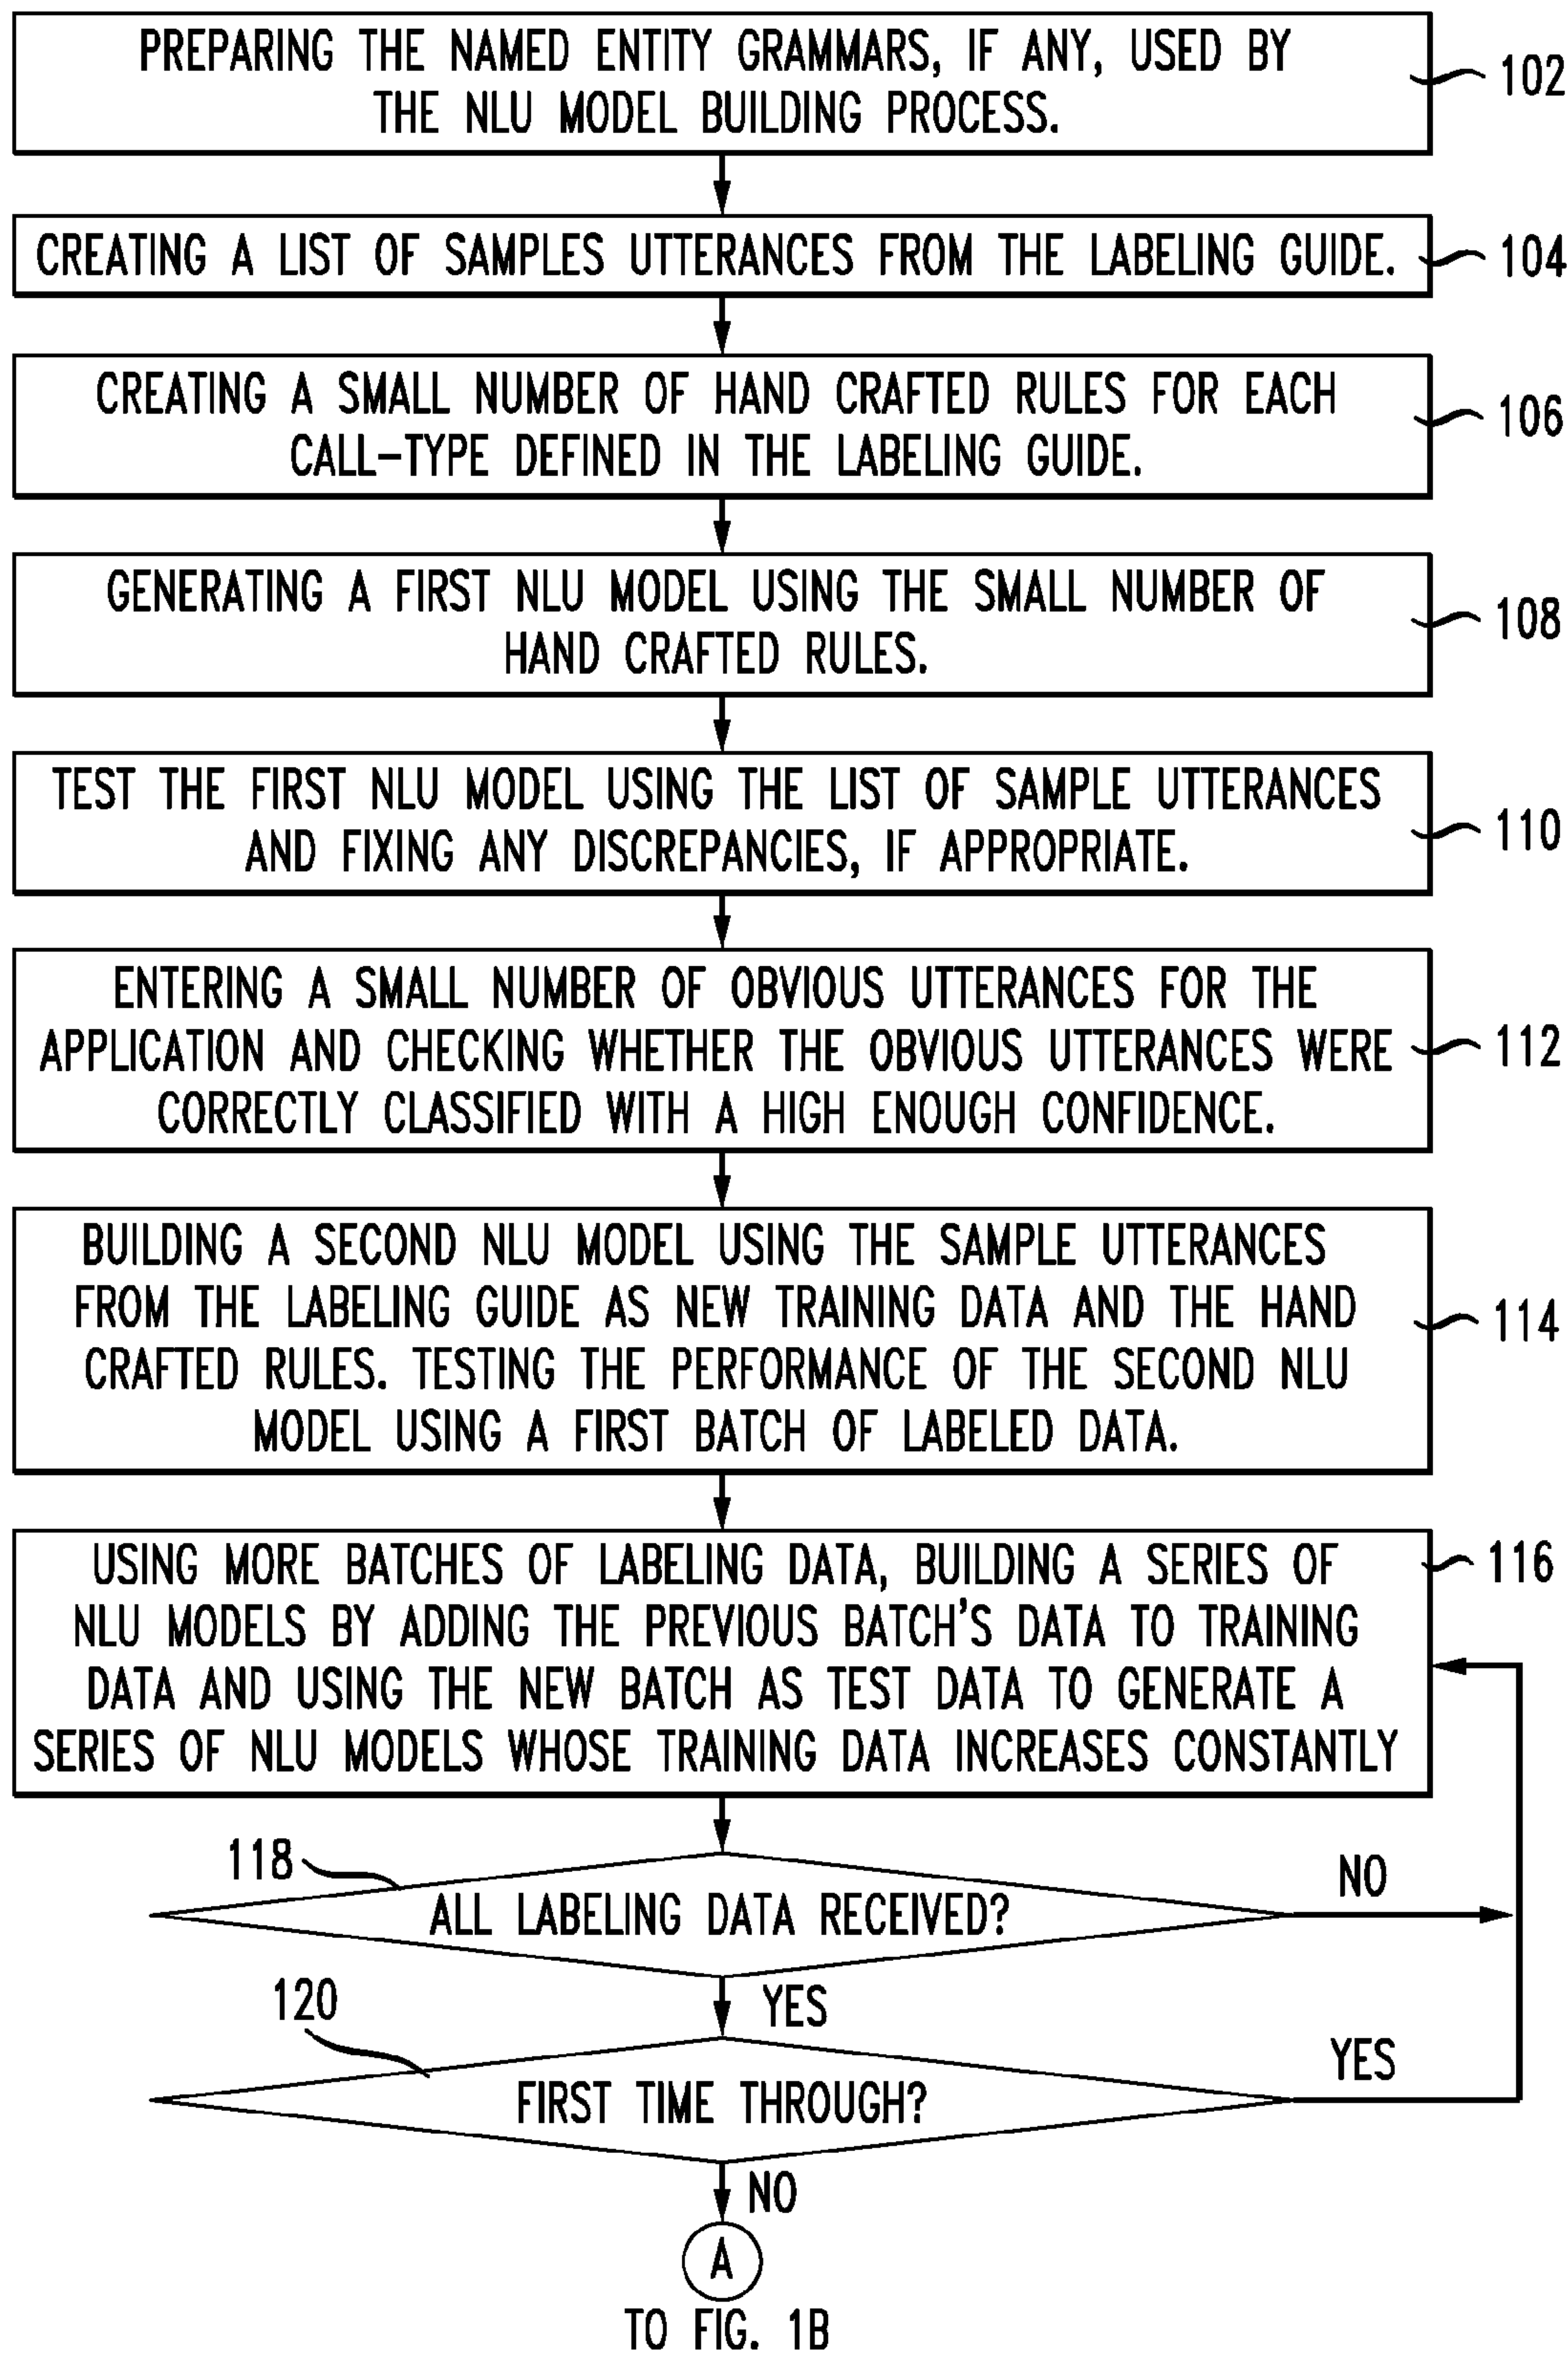 PREPARING THE NAMED ENTITY GRAMMARS, IF ANY, USED BY
THE NLU MODEL BUILDING PROCESS.
102
CREATING A LIST OF SAMPLES UTTERANCES FROM THE LABELING GUIDE.
104
CREATING A SMALL NUMBER OF HAND CRAFTED RULES FOR EACH
CALL-TYPE DEFINED IN THE LABELING GUIDE.
106
GENERATING A FIRST NLU MODEL USING THE SMALL NUMBER OF
HAND CRAFTED RULES.
108
TEST THE FIRST NLU MODEL USING THE LIST OF SAMPLE UTTERANCES
AND FIXING ANY DISCREPANCIES, IF APPROPRIATE.
110
ENTERING A SMALL NUMBER OF OBVIOUS UTTERANCES FOR THE
APPLICATION AND CHECKING WHETHER THE OBVIOUS UTTERANCES WERE
CORRECTLY CLASSIFIED WITH A HIGH ENOUGH CONFIDENCE.
112
BUILDING A SECOND NLU MODEL USING THE SAMPLE UTTERANCES
FROM THE LABELING GUIDE AS NEW TRAINING DATA AND THE HAND
CRAFTED RULES. TESTING THE PERFORMANCE OF THE SECOND NLU
MODEL USING A FIRST BATCH OF LABELED DATA.
114
USING MORE BATCHES OF LABELING DATA, BUILDING A SERIES OF
NLU MODELS BY ADDING THE PREVIOUS BATCH'S DATA TO TRAINING
DATA AND USING THE NEW BATCH AS TEST DATA TO GENERATE A
SERIES OF NLU MODELS WHOSE TRAINING DATA INCREASES CONSTANTLY
116
118
ALL LABELING DATA RECEIVED?
NO
YES
120
FIRST TIME THROUGH?
YES
NO
A
TO FIG. 1B